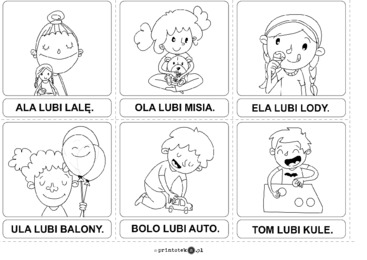 ALA LUBI LALĘ.
OLA LUBI MISIA.
ELA LUBI LODY.
ULA LUBI BALONY.
BOLO LUBI AUTO.
TOM LUBI KULE.
printoteka.pl